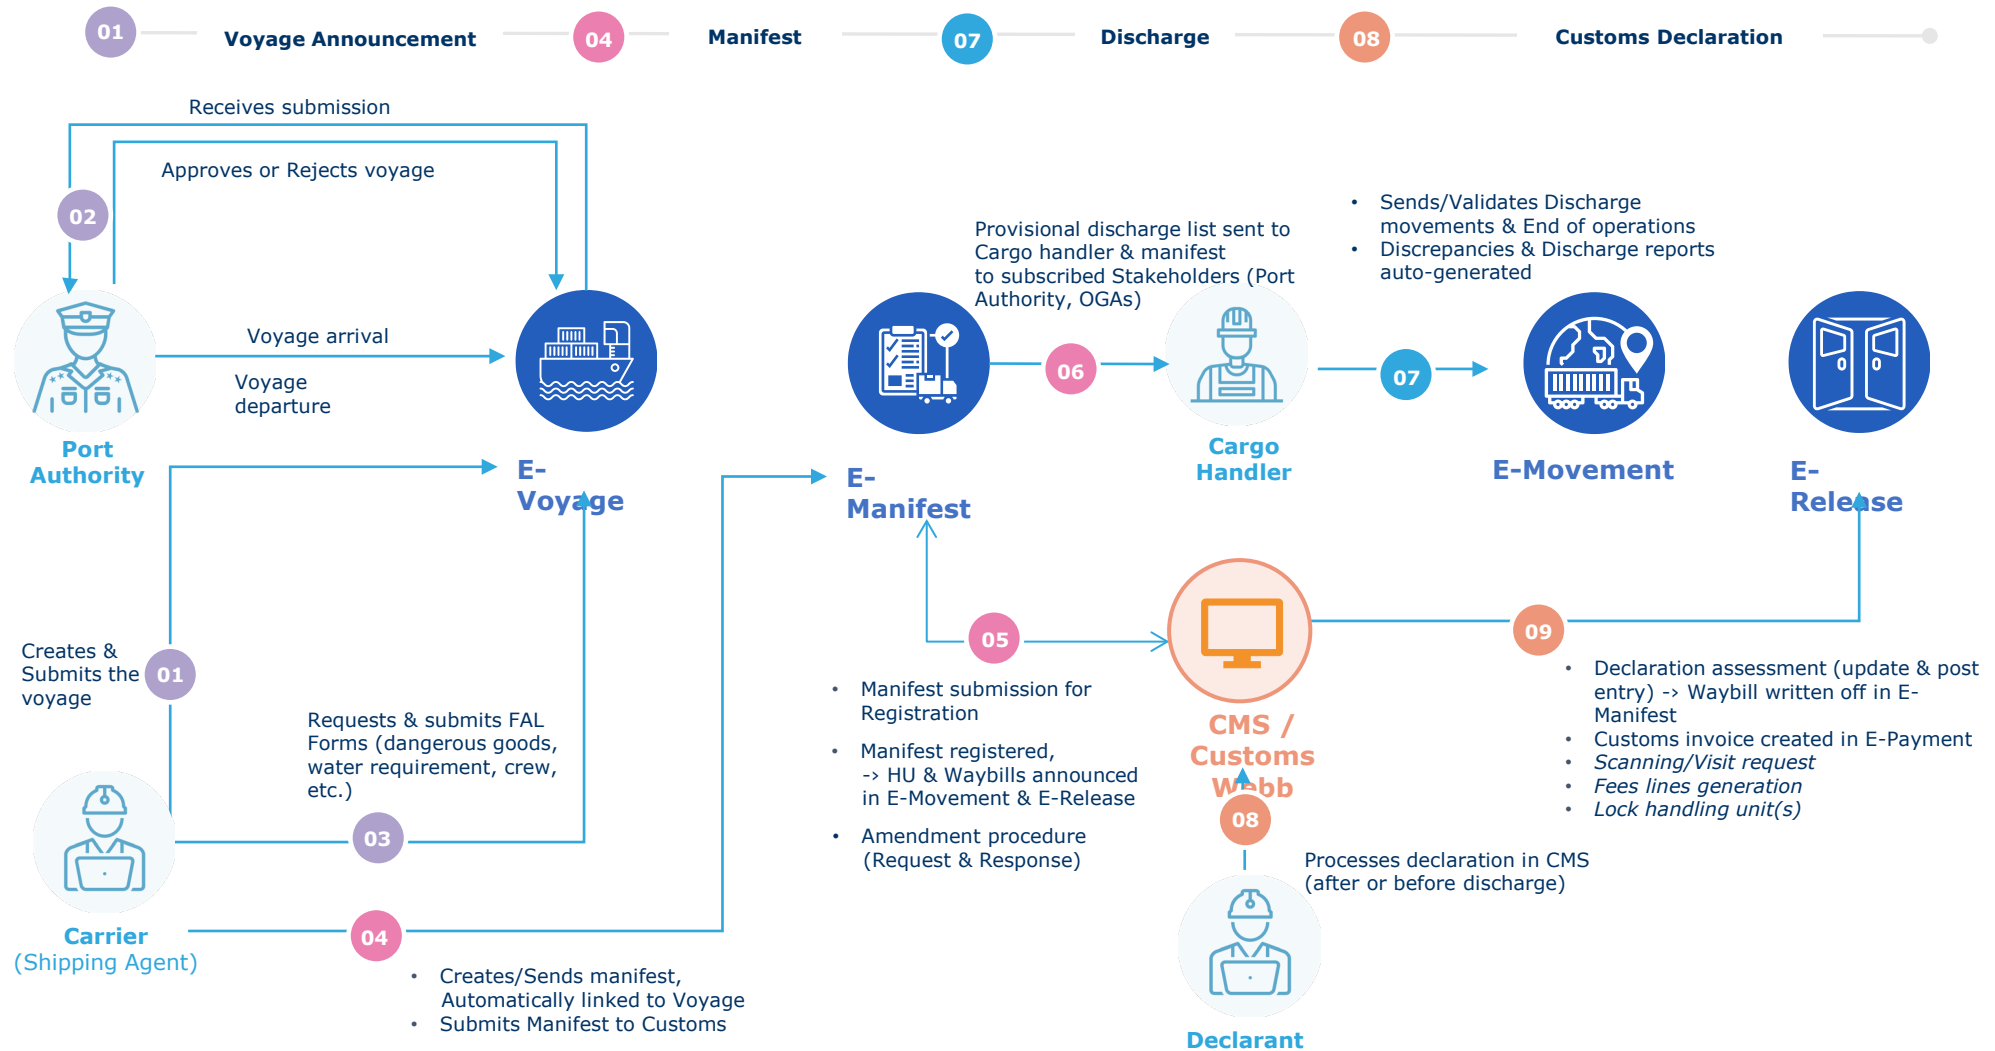 01
Voyage Announcement
04
Manifest
07
Discharge
08
Customs Declaration
Receives submission
Approves or Rejects voyage
02
Voyage arrival
Voyage
departure
Port
Authority
E-
Voyage
Creates &
Submits the
voyage
01
Requests & submits FAL
Forms (dangerous goods,
water requirement, crew,
etc.)
03
Carrier
(Shipping Agent)
04
• Creates/Sends manifest,
Automatically linked to Voyage
• Submits Manifest to Customs
E-
Manifest
05
• Manifest submission for
Registration
• Manifest registered,
-> HU & Waybills announced
in E-Movement & E-Release
• Amendment procedure
(Request & Response)
Provisional discharge list sent to
Cargo handler & manifest
to subscribed Stakeholders (Port
Authority, OGAs)
06
Cargo
Handler
07
• Sends/Validates Discharge
movements & End of operations
• Discrepancies & Discharge reports
auto-generated
E-Movement
E-
Release
CMS /
Customs
Webb
08
Processes declaration in CMS
(after or before discharge)
Declarant
09
• Declaration assessment (update & post
entry) -> Waybill written off in E-
Manifest
• Customs invoice created in E-Payment
• Scanning/Visit request
• Fees lines generation
• Lock handling unit(s)